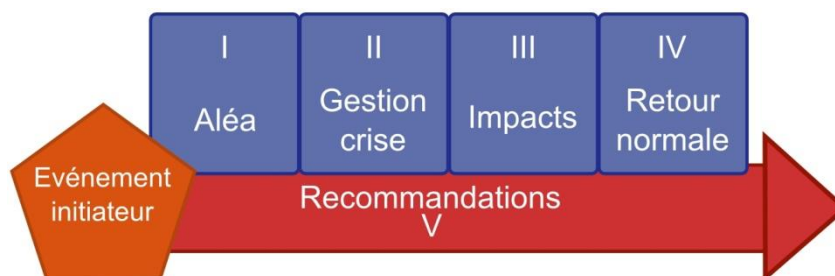 I
Aléa
II
Gestion
crise
III
Impacts
IV
Retour
normale
Evénement
initiateur
Recommandations
V